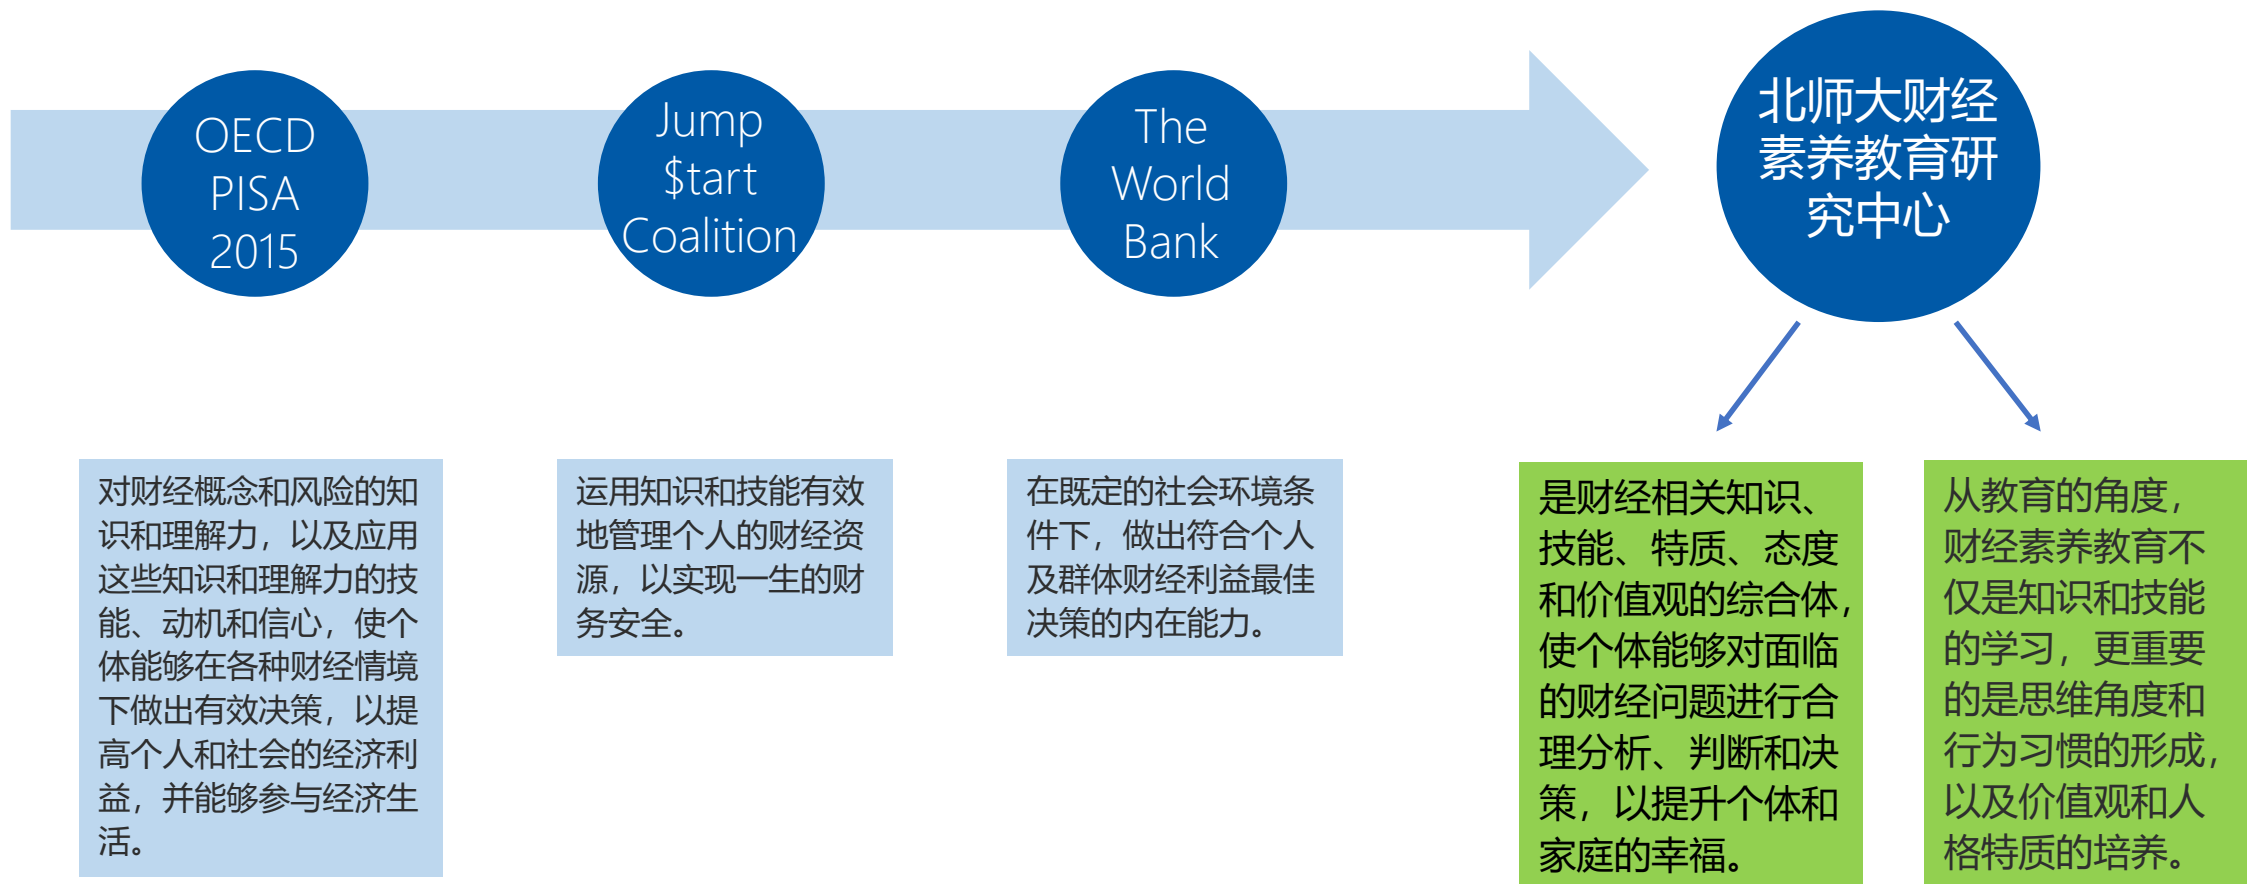 OECD
PISA
2015
Jump
$tart
Coalition
The
World
Bank
北师大财经
素养教育研
究中心
对财经概念和风险的知
识和理解力，以及应用
这些知识和理解力的技
能、动机和信心，使个
体能够在各种财经情境
下做出有效决策，以提
高个人和社会的经济利
益，并能够参与经济生
活。
运用知识和技能有效
地管理个人的财经资
源，以实现一生的财
务安全。
在既定的社会环境条
件下，做出符合个人
及群体财经利益最佳
决策的内在能力。
是财经相关知识、
技能、特质、态度
和价值观的综合体，
使个体能够对面临
的财经问题进行合
理分析、判断和决
策，以提升个体和
家庭的幸福。
从教育的角度，
财经素养教育不
仅是知识和技能
的学习，更重要
的是思维角度和
行为习惯的形成，
以及价值观和人
格特质的培养。